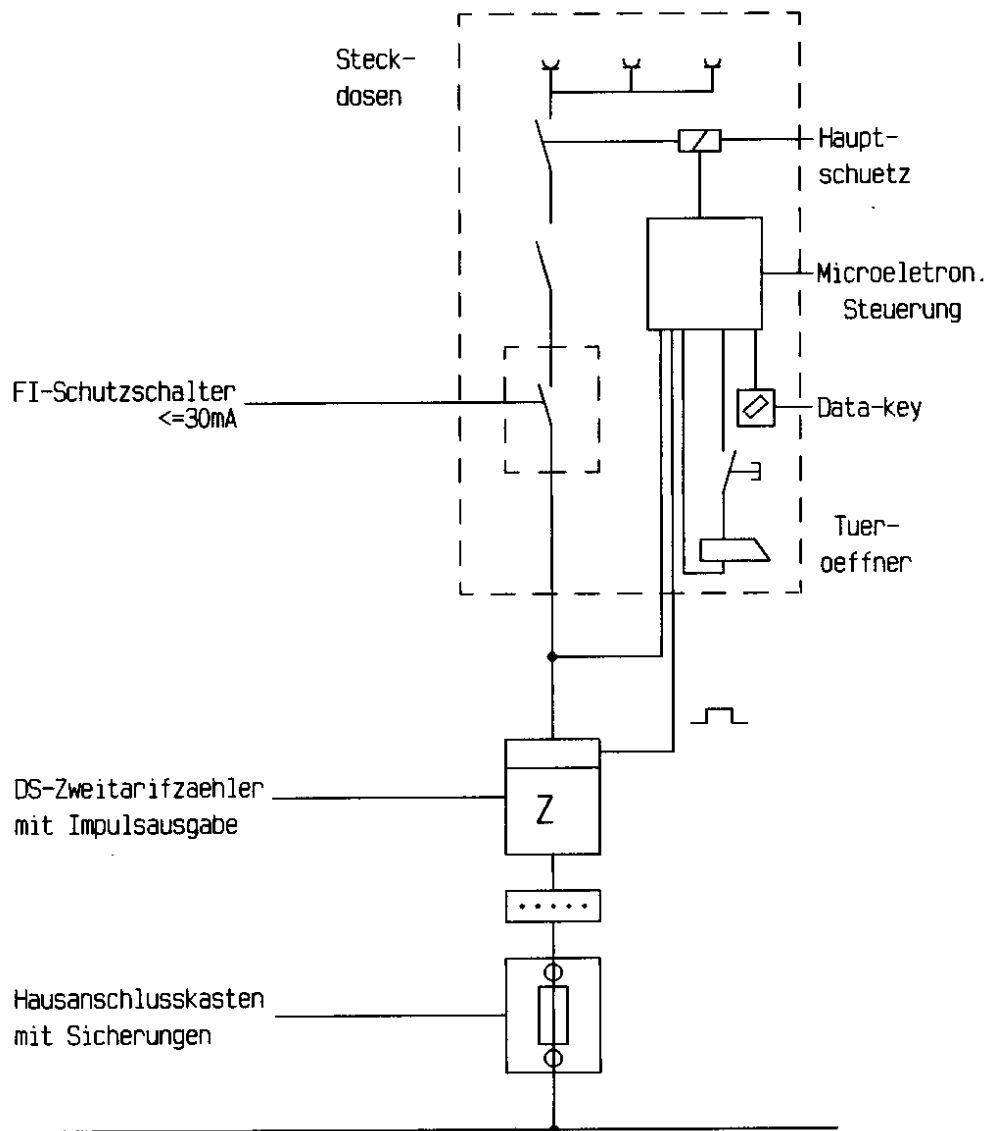 Steck-
dosen
Haupt-
schuetz
Microeletron.
Steuerung
FI-Schutzschalter
<=30mA
Data-key
Tuer-
oeffner
DS-Zweitarifzaehler
mit Impulsausgabe
Z
Hausanschlusskasten
mit Sicherungen